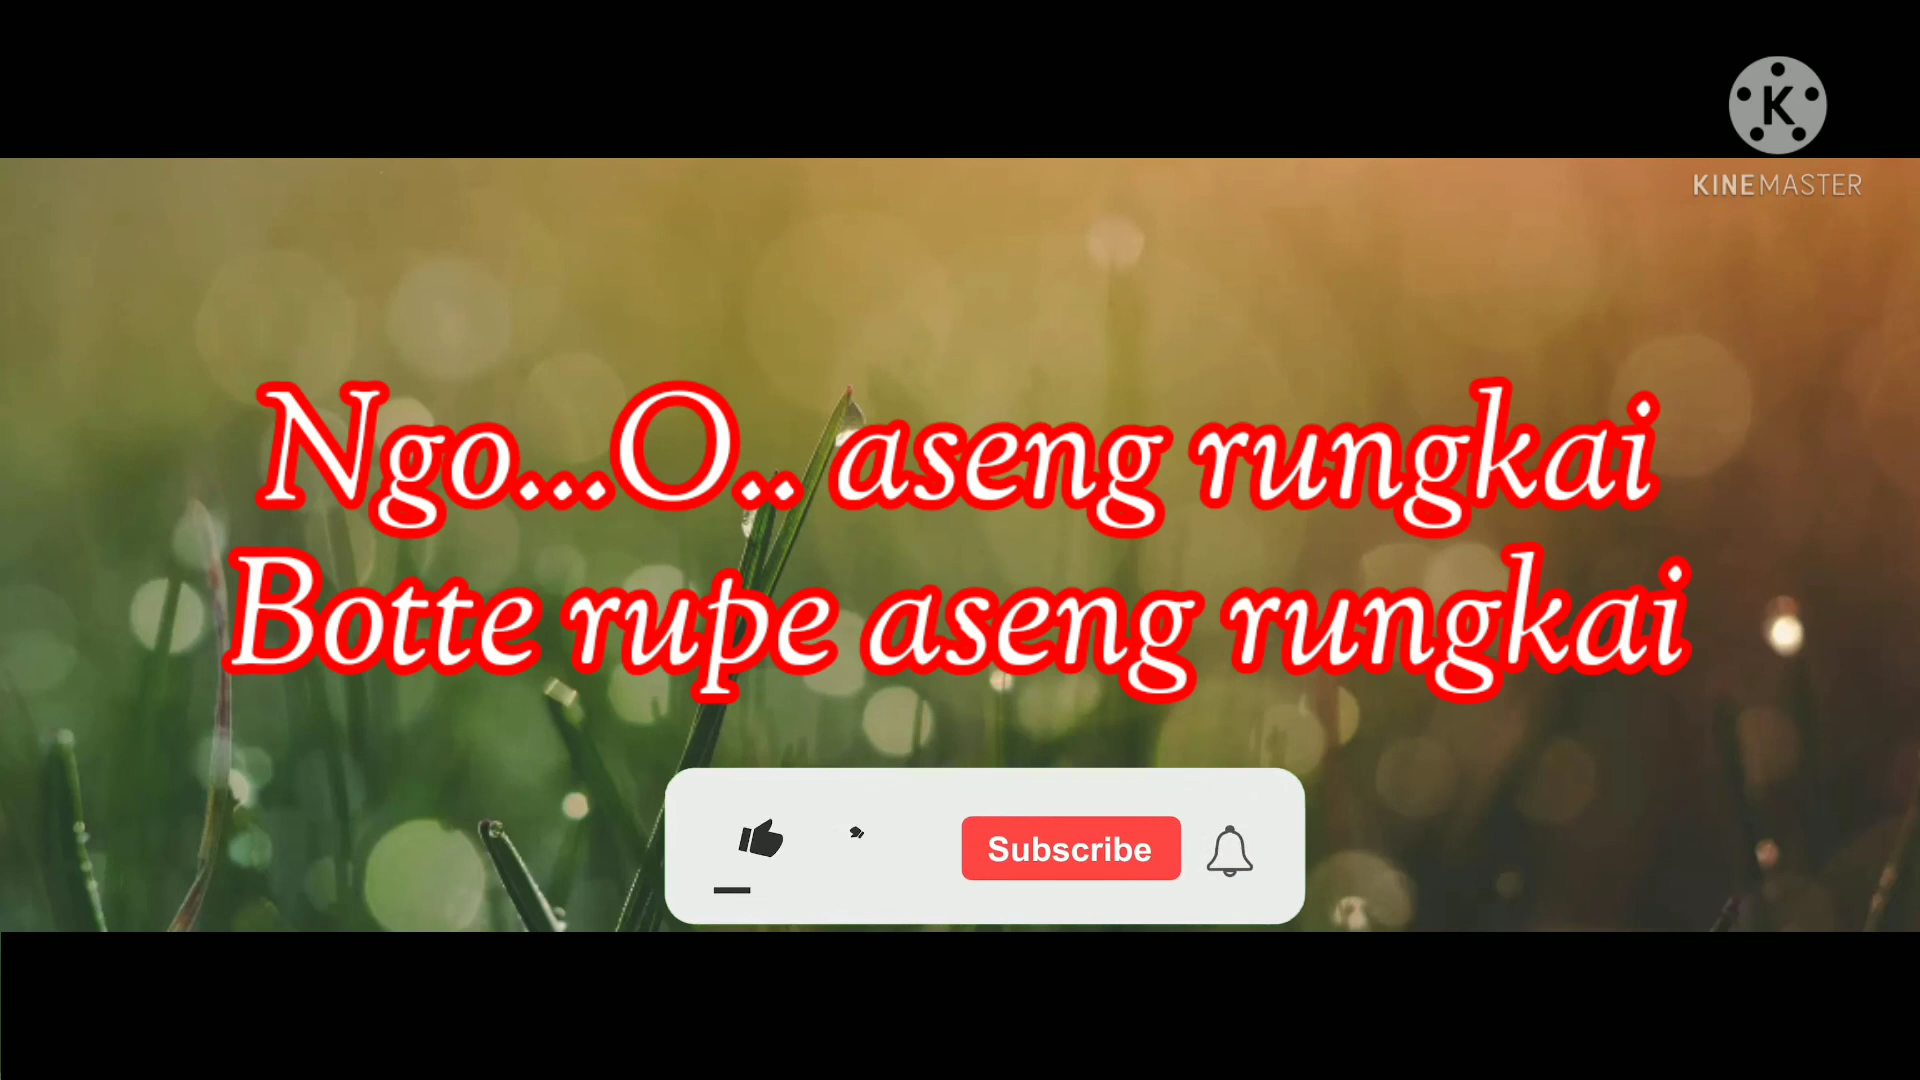 K
KINEMASTER
Ngo...O.. aseng rungkai
Botte rupe aseng rungkai
Subscribe